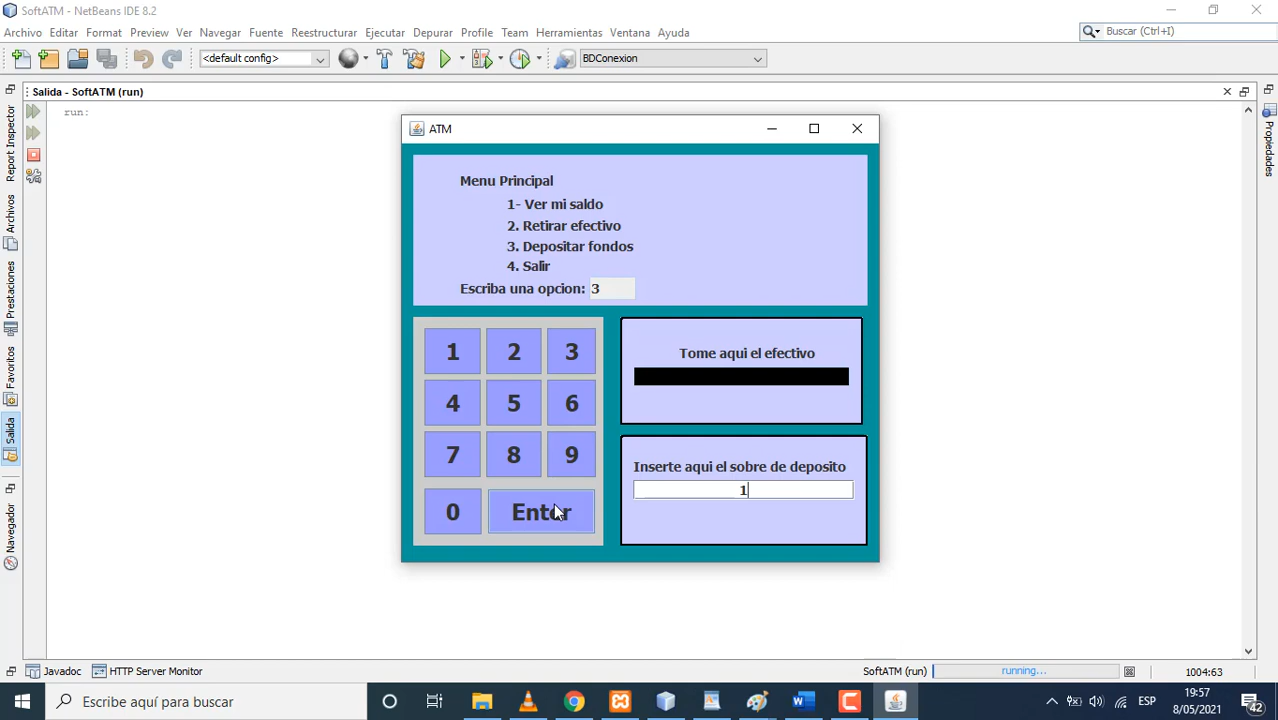 SoftATM - NetBeans IDE 8.2
Archivo Editar Format Preview Ver Navegar Fuente Reestructurar Ejecutar Depurar Profile Team Herramientas Ventana Ayuda
Buscar (Ctrl+I)
<default config>
BDConexion
Salida - SoftATM (run)
run:
Report Inspector
Archivos
Prestaciones
Favoritos
Salida
Navegador
Propiedades
ATM
Menu Principal
1- Ver mi saldo
2. Retirar efectivo
3. Depositar fondos
4. Salir
Escriba una opcion: 3
1 2 3
4 5 6
7 8 9
0 Enter
Tome aqui el efectivo
Inserte aqui el sobre de deposito
1
Javadoc HTTP Server Monitor
SoftATM (run) running... 1004:63
Escribe aquí para buscar
ESP
19:57
8/05/2021
42